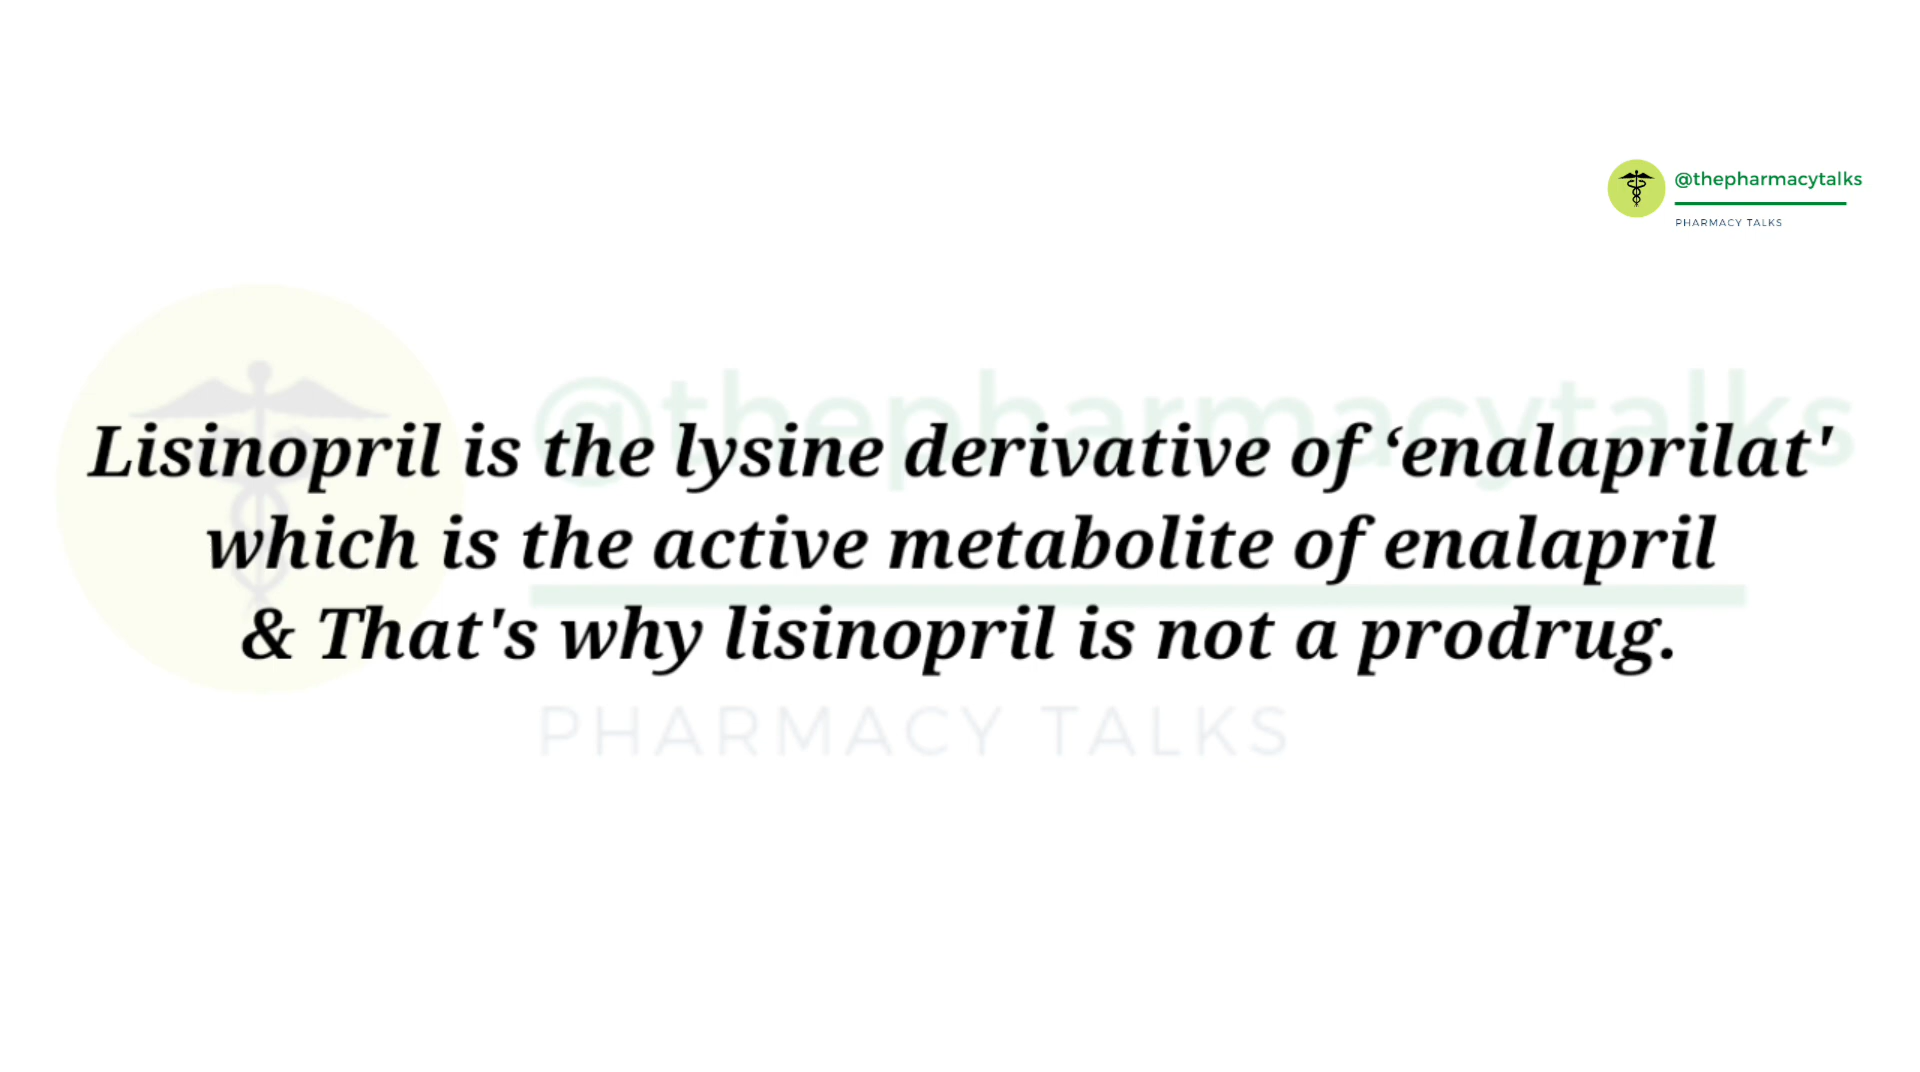 @thepharmacytalks
PHARMACY TALKS
@thepharmacytalks
Lisinopril is the lysine derivative of ‘enalaprilat'
which is the active metabolite of enalapril
& That's why lisinopril is not a prodrug.
PHARMACY TALKS